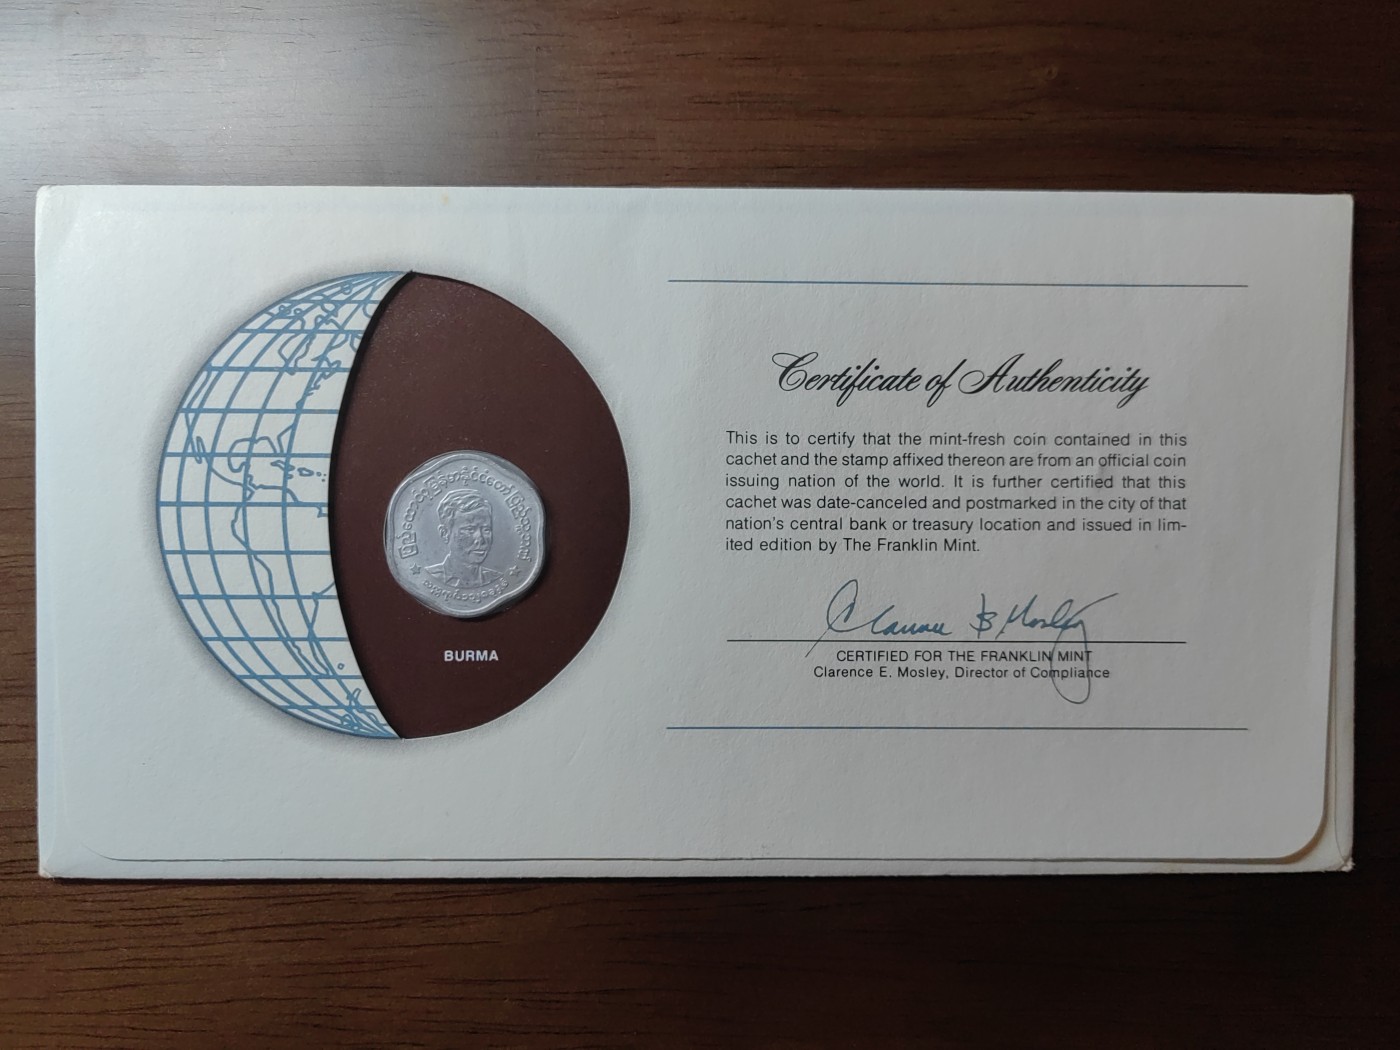 BURMA
Certificate of Authenticity
This is to certify that the mint-fresh coin contained in this
cachet and the stamp affixed thereon are from an official coin
issuing nation of the world. It is further certified that this
cachet was date-canceled and postmarked in the city of that
nation's central bank or treasury location and issued in lim-
ited edition by The Franklin Mint.
CERTIFIED FOR THE FRANKLIN MINT
Clarence E. Mosley, Director of Compliance